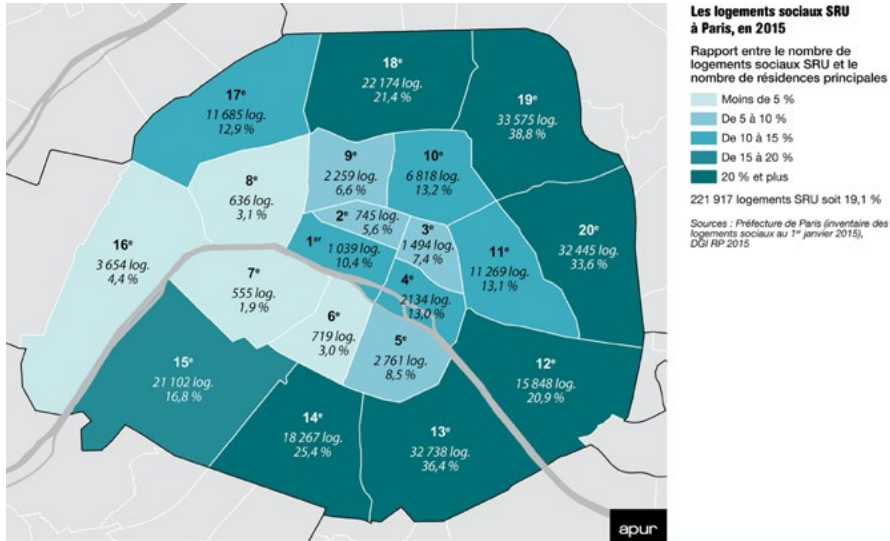 Les logements sociaux SRU
à Paris, en 2015
Rapport entre le nombre de
logements sociaux SRU et le
nombre de résidences principales
Moins de 5 %
De 5 à 10 %
De 10 à 15 %
De 15 à 20 %
20 % et plus
221 917 logements SRU soit 19,1 %
Sources : Préfecture de Paris (inventaire des
logements sociaux au 1er janvier 2015),
DGI RP 2015
18e
22 174 log.
21,4 %
17e
11 685 log.
12,9 %
19e
33 575 log.
38,8 %
9e
2 259 log.
6,6 %
10e
6 818 log.
13,2 %
8e
636 log.
3,1 %
2e 745 log.
5,6 %
3e
1 494 log.
7,4 %
20e
32 445 log.
33,6 %
16e
3 654 log.
4,4 %
1er
1 039 log.
10,4 %
11e
11 269 log.
13,1 %
7e
555 log.
1,9 %
4e
2134 log.
13,0 %
6e
719 log.
3,0 %
5e
2 761 log.
8,5 %
15e
21 102 log.
16,8 %
12e
15 848 log.
20,9 %
14e
18 267 log.
25,4 %
13e
32 738 log.
36,4 %
apur